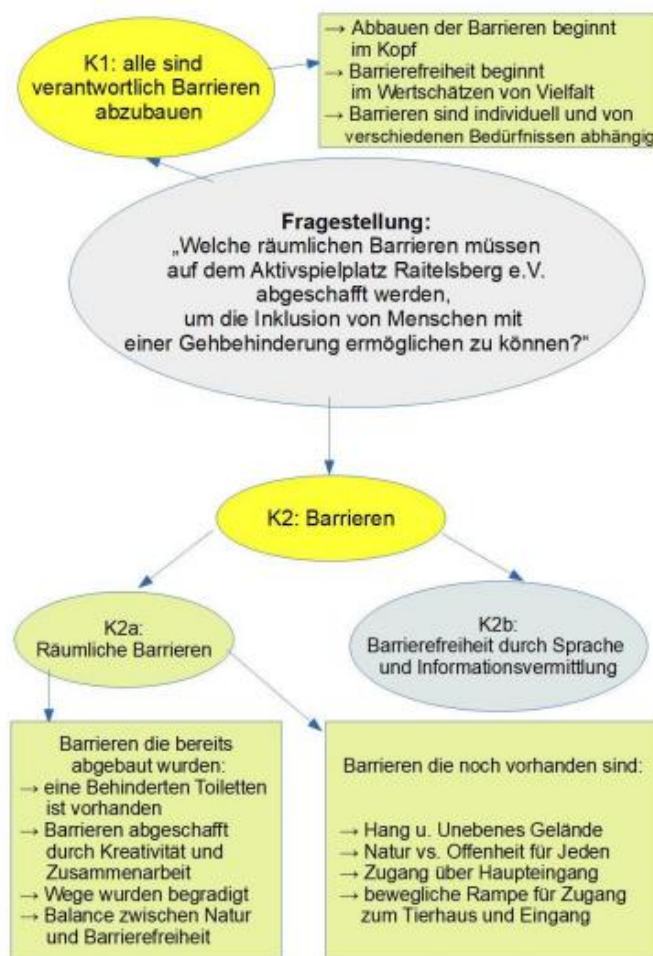 K1: alle sind
verantwortlich Barrieren
abzubauen
→ Abbauen der Barrieren beginnt
im Kopf
→ Barrierefreiheit beginnt
im Wertschätzen von Vielfalt
→ Barrieren sind individuell und von
verschiedenen Bedürfnissen abhängig
Fragestellung:
„Welche räumlichen Barrieren müssen
auf dem Aktivspielplatz Raitelsberg e.V.
abgeschafft werden,
um die Inklusion von Menschen mit
einer Gehbehinderung ermöglichen zu können?“
K2: Barrieren
K2a:
Räumliche Barrieren
K2b:
Barrierefreiheit durch Sprache
und Informationsvermittlung
Barrieren die bereits
abgebaut wurden:
→ eine Behinderten Toiletten
ist vorhanden
→ Barrieren abgeschafft
durch Kreativität und
Zusammenarbeit
→ Wege wurden begradigt
→ Balance zwischen Natur
und Barrierefreiheit
Barrieren die noch vorhanden sind:
→ Hang u. Unebenes Gelände
→ Natur vs. Offenheit für Jeden
→ Zugang über Haupteingang
→ bewegliche Rampe für Zugang
zum Tierhaus und Eingang